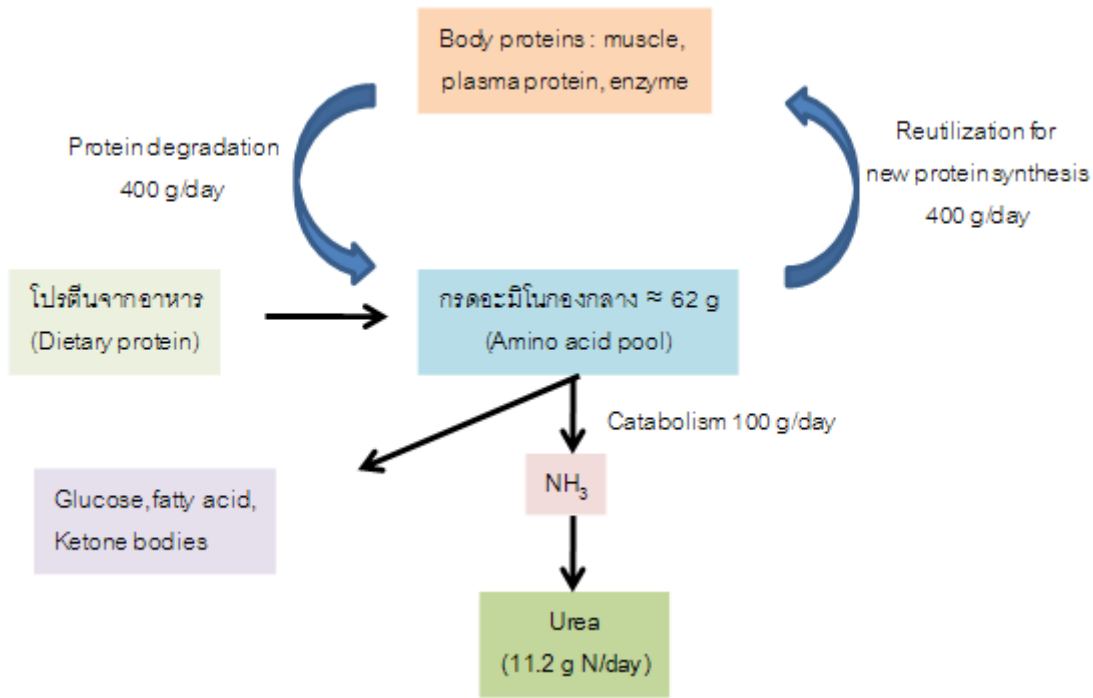 Body proteins : muscle,
plasma protein, enzyme
Protein degradation
400 g/day
Reutilization for
new protein synthesis
400 g/day
โปรตีนจากอาหาร
(Dietary protein)
กรดอะมิโนกองกลาง ≈ 62 g
(Amino acid pool)
Catabolism 100 g/day
Glucose, fatty acid,
Ketone bodies
NH₃
Urea
(11.2 g N/day)